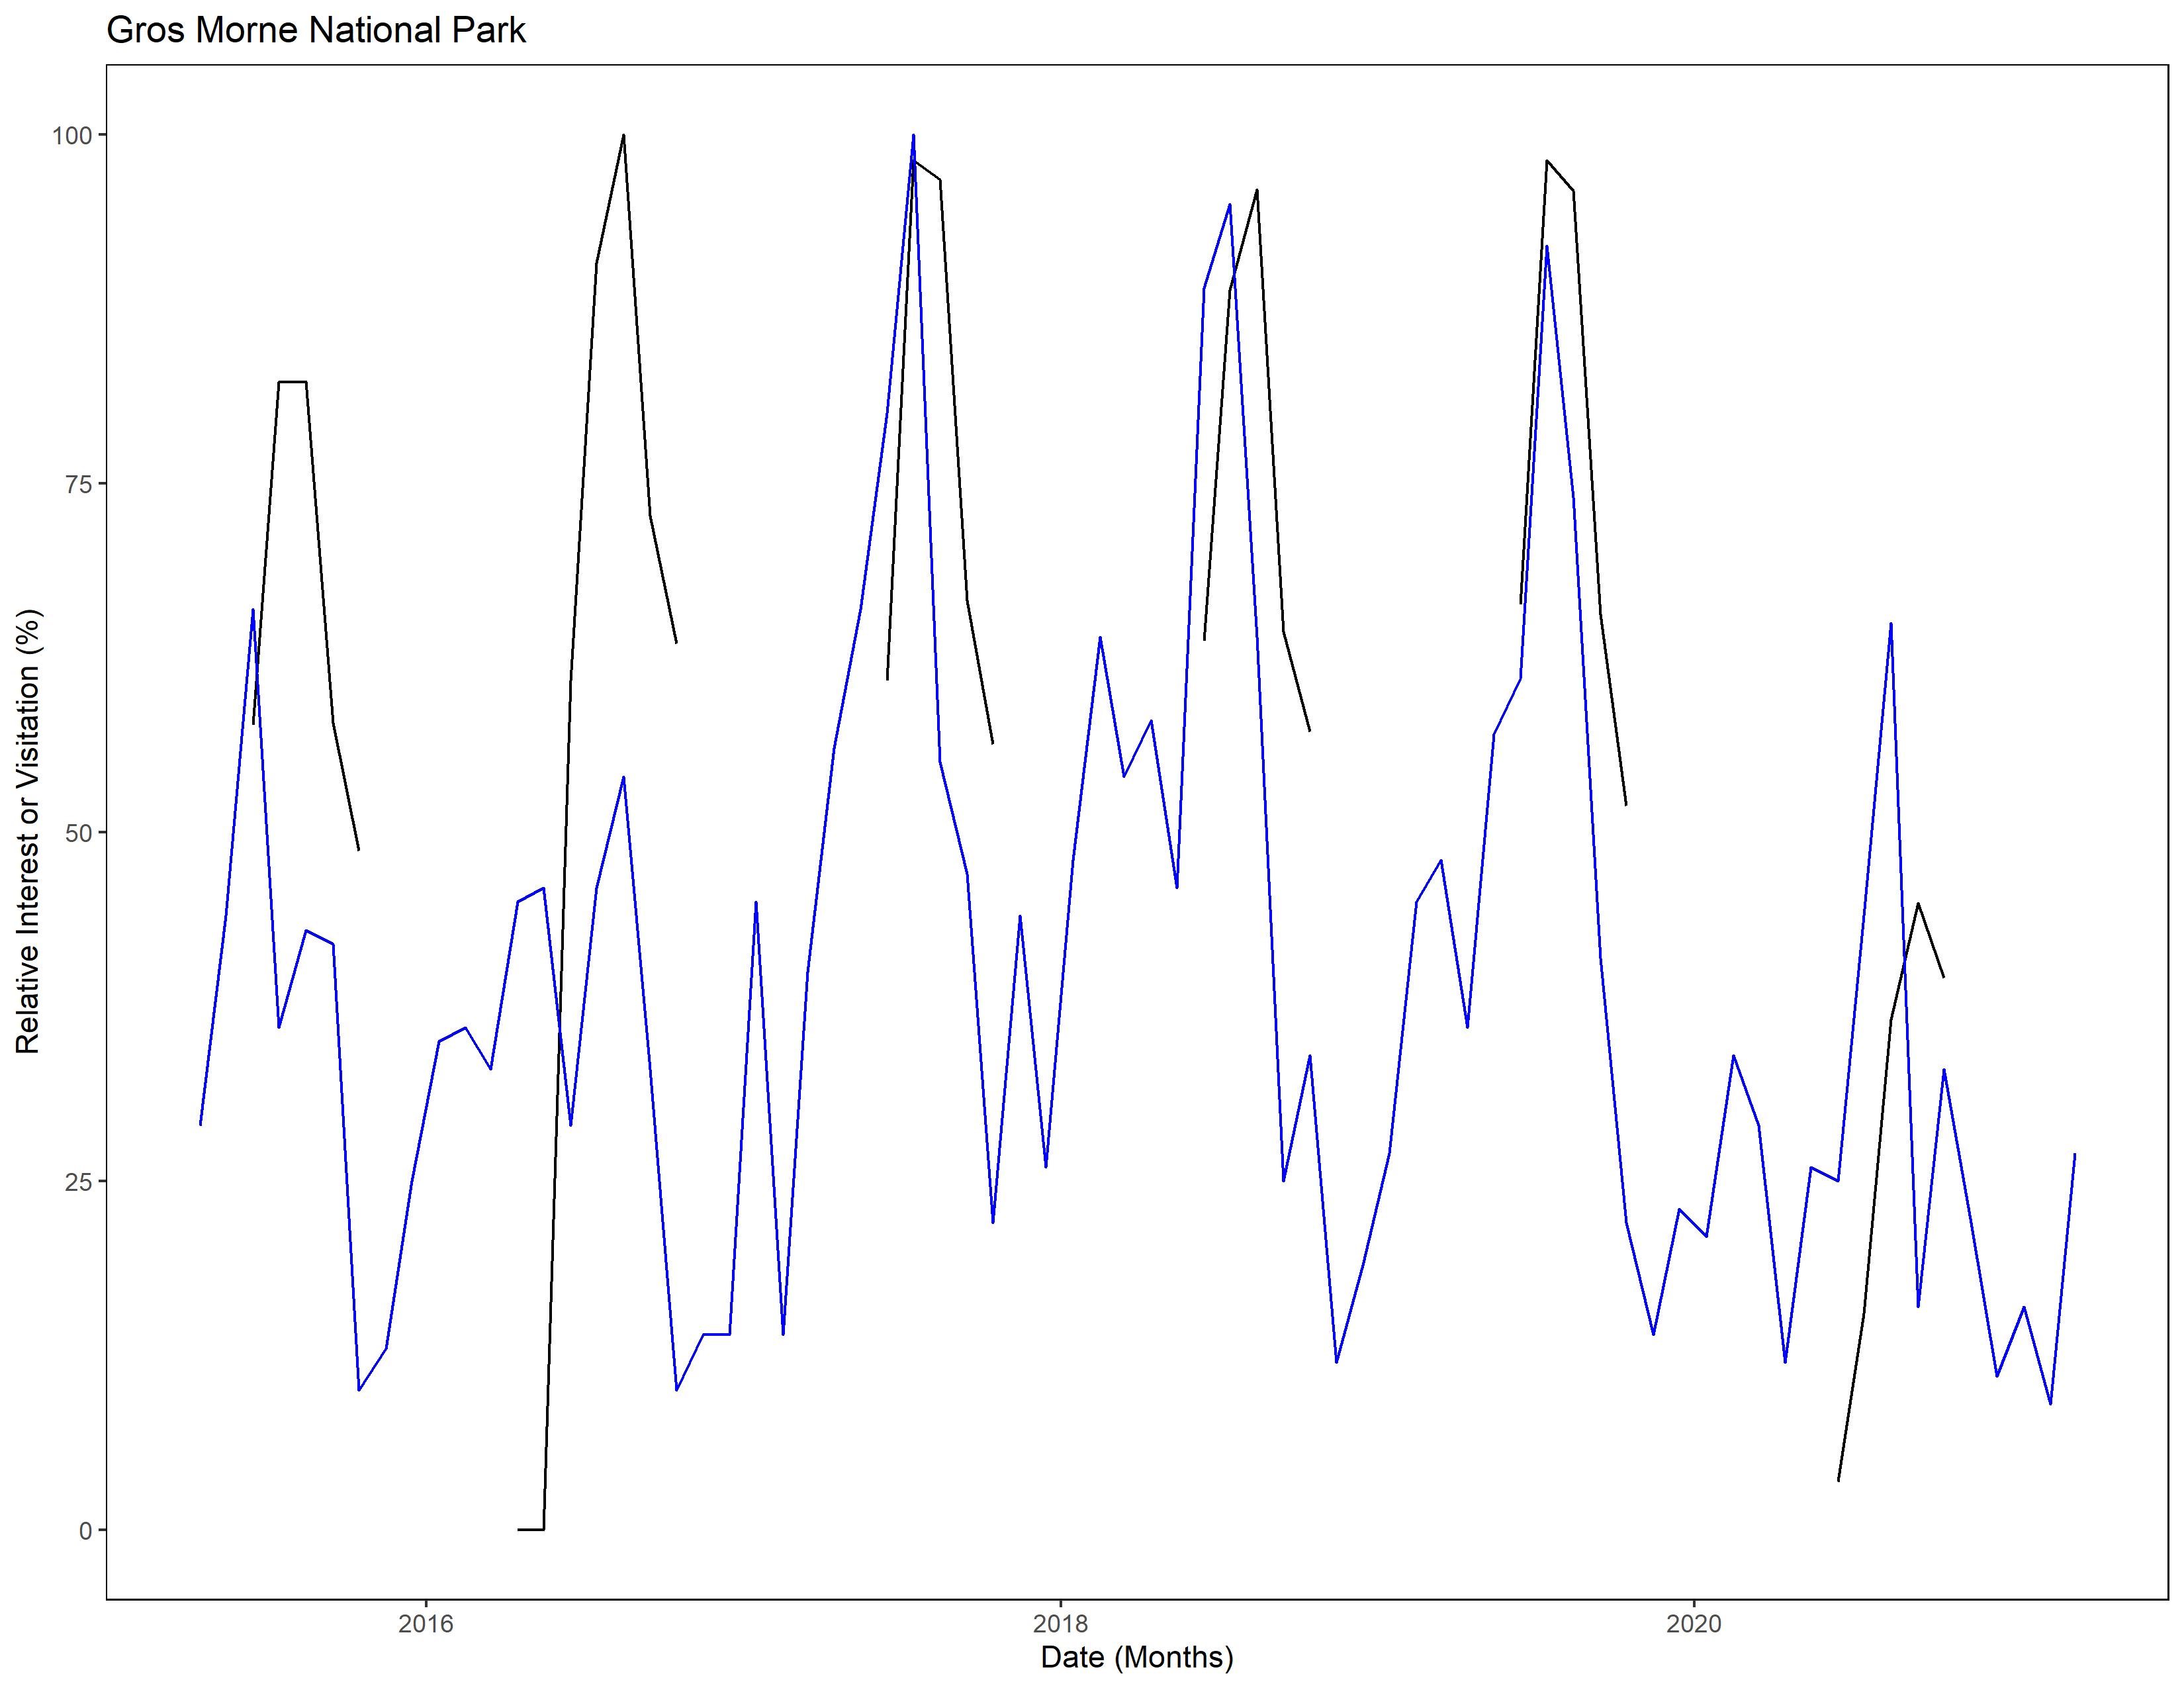 Gros Morne National Park
Relative Interest or Visitation (%)
100
75
50
25
0
2016
2018
2020
Date (Months)